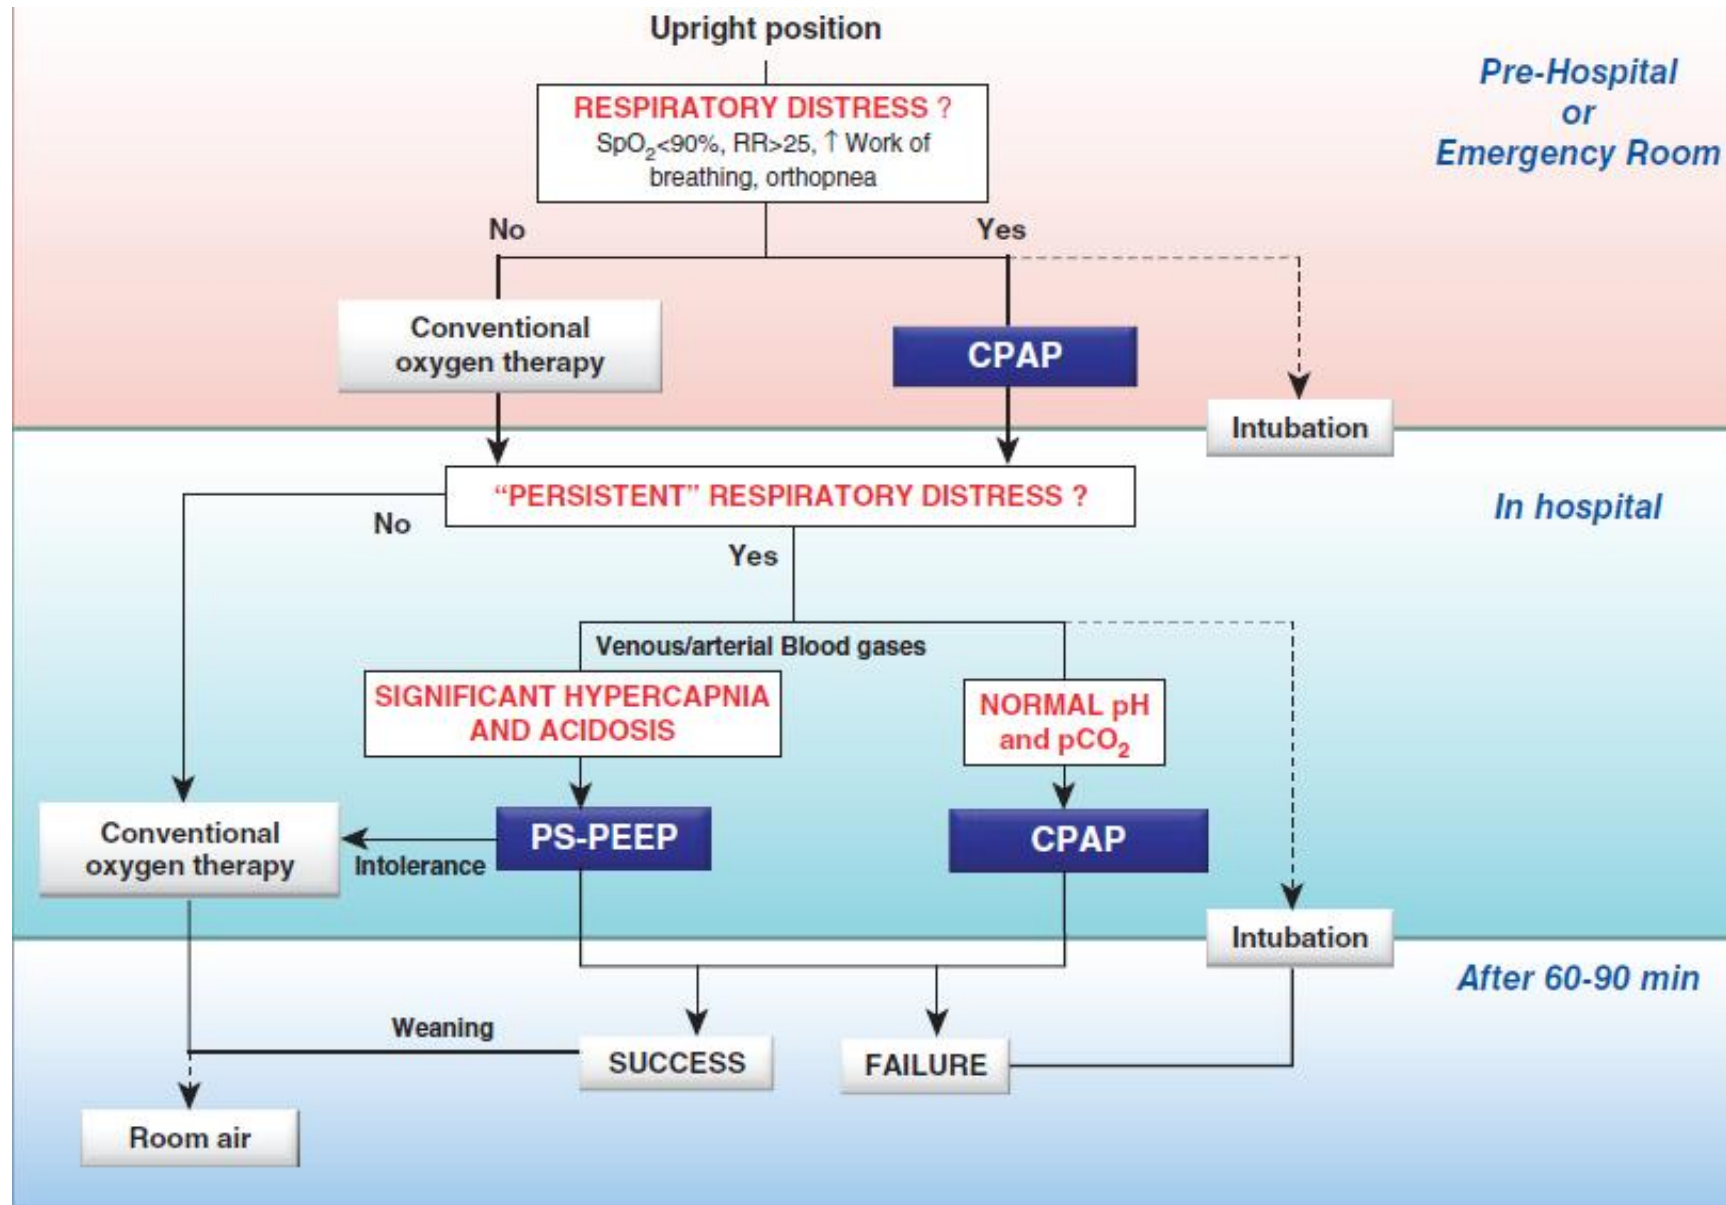 Upright position
Pre-Hospital
or
Emergency Room
RESPIRATORY DISTRESS ?
SpO₂<90%, RR>25, ↑ Work of
breathing, orthopnea
No
Yes
Conventional
oxygen therapy
CPAP
Intubation
“PERSISTENT” RESPIRATORY DISTRESS ?
In hospital
No
Yes
Venous/arterial Blood gases
SIGNIFICANT HYPERCAPNIA
AND ACIDOSIS
NORMAL pH
and pCO₂
Conventional
oxygen therapy
Intolerance
PS-PEEP
CPAP
Intubation
After 60-90 min
Weaning
SUCCESS
FAILURE
Room air